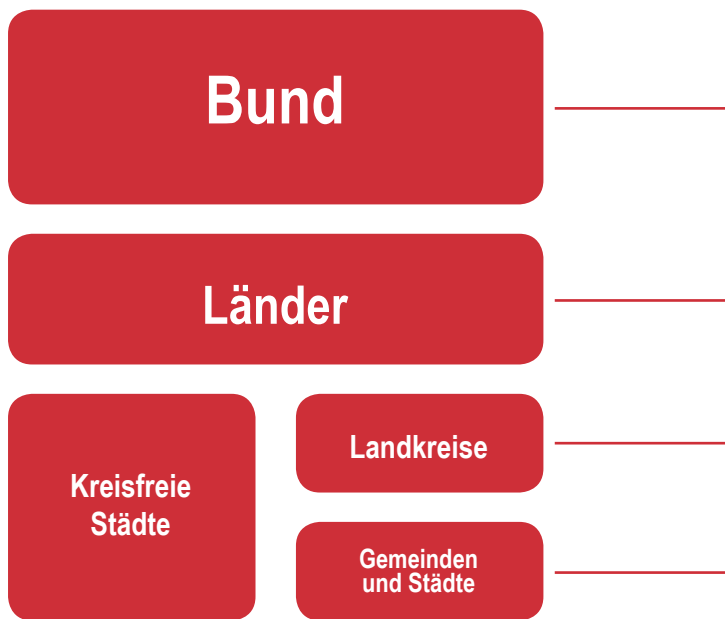 Bund
Länder
Kreisfreie
Städte
Landkreise
Gemeinden
und Städte